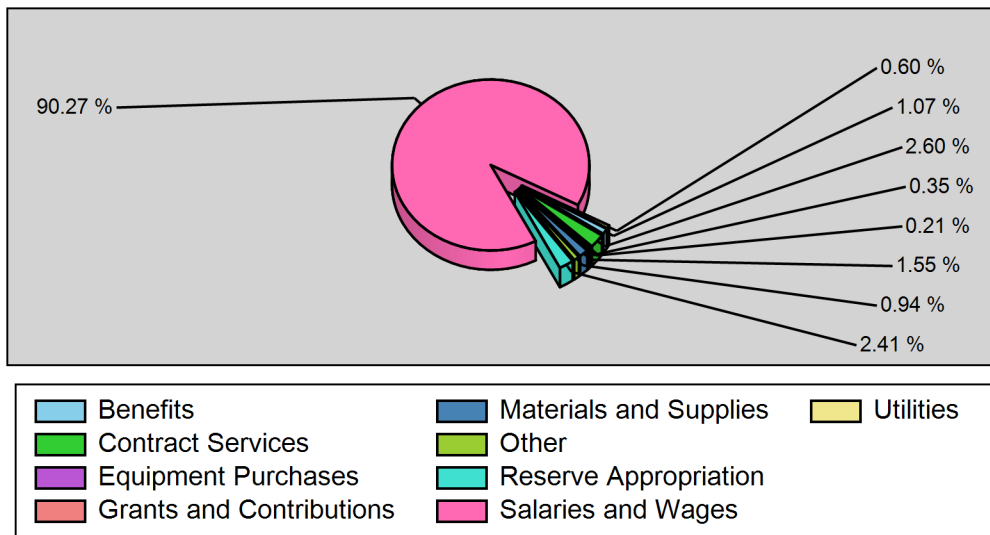 0.60 %
90.27 %
1.07 %
2.60 %
0.35 %
0.21 %
1.55 %
0.94 %
2.41 %
Benefits
Contract Services
Equipment Purchases
Grants and Contributions
Materials and Supplies
Other
Reserve Appropriation
Salaries and Wages
Utilities